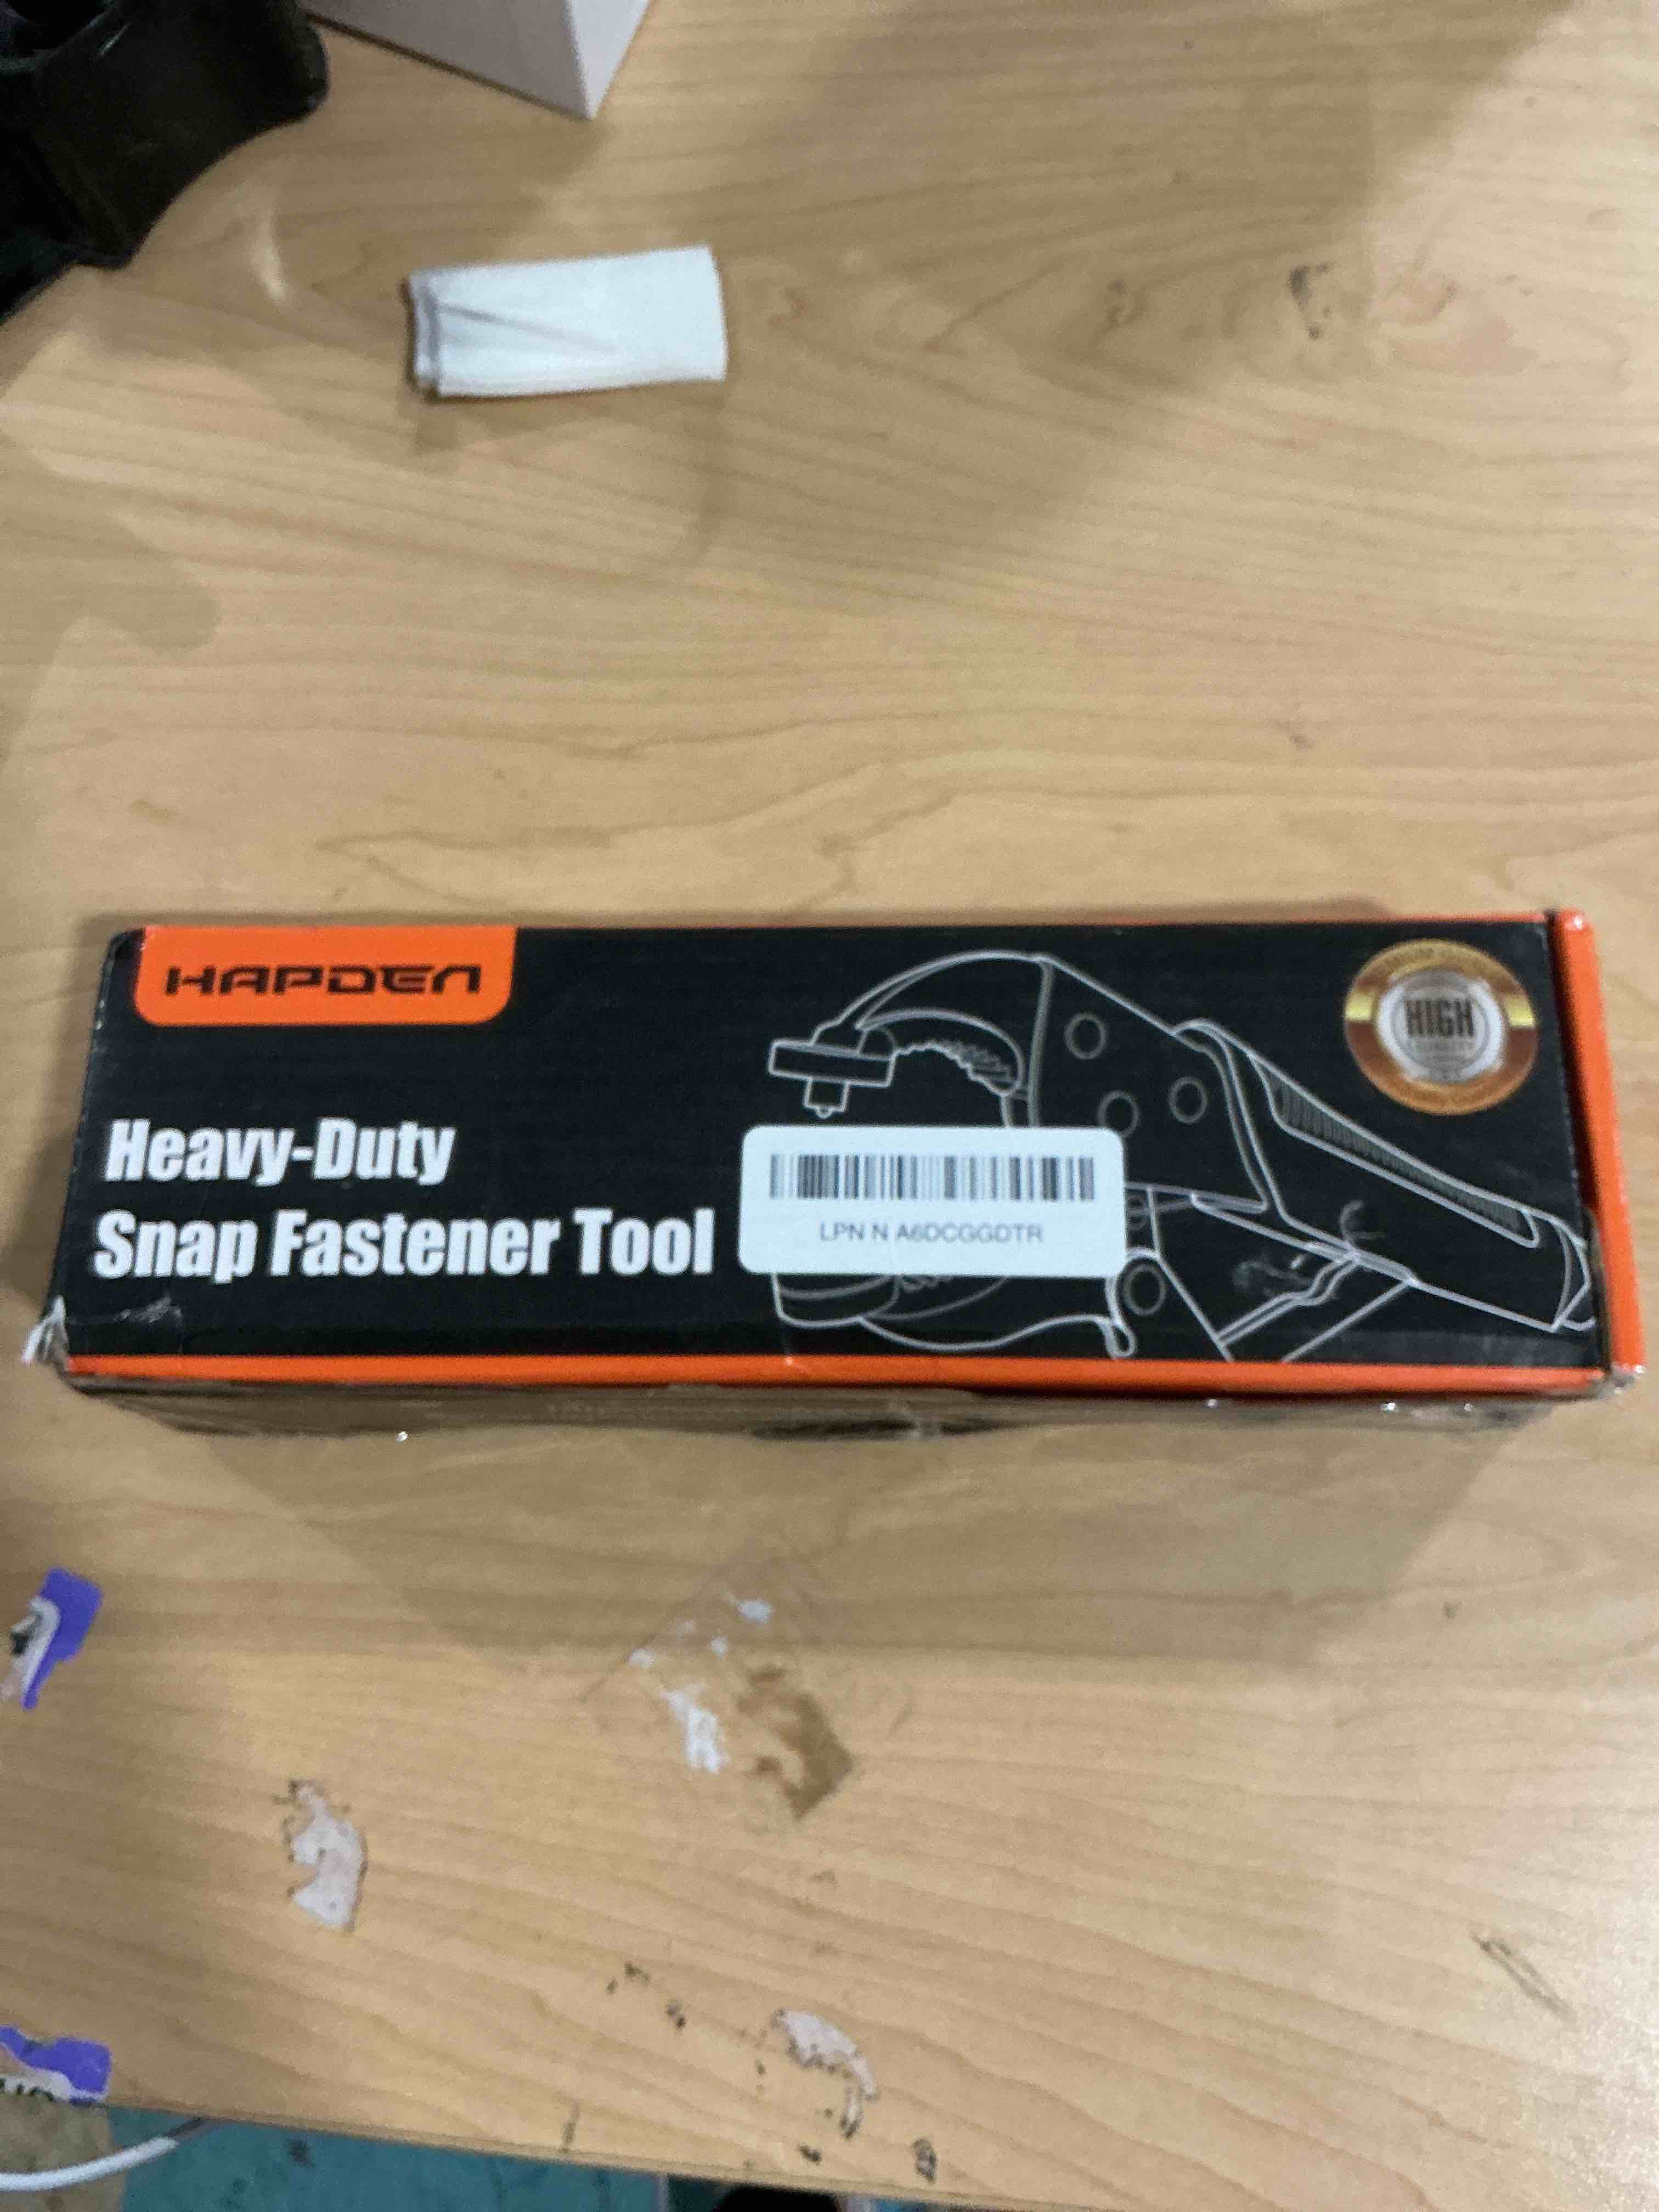 HAPDEN
HIGH
Heavy-Duty
Snap Fastener Tool
LPN N A6DCGGDTR